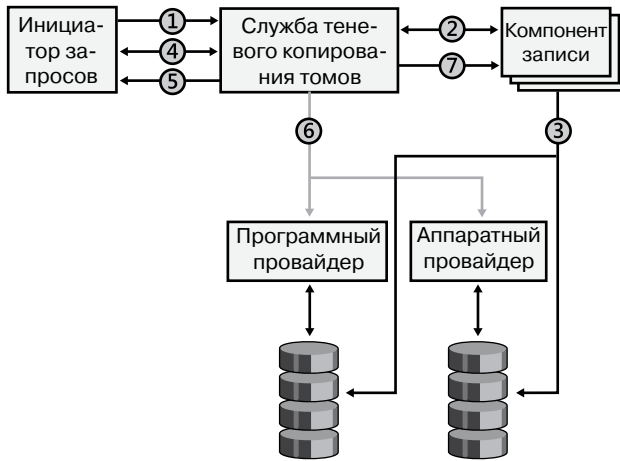 Инициа-
тор за-
просов
1
4
5
Служба тене-
вого копирова-
ния томов
2
7
Компонент
записи
6
3
Программный
провайдер
Аппаратный
провайдер